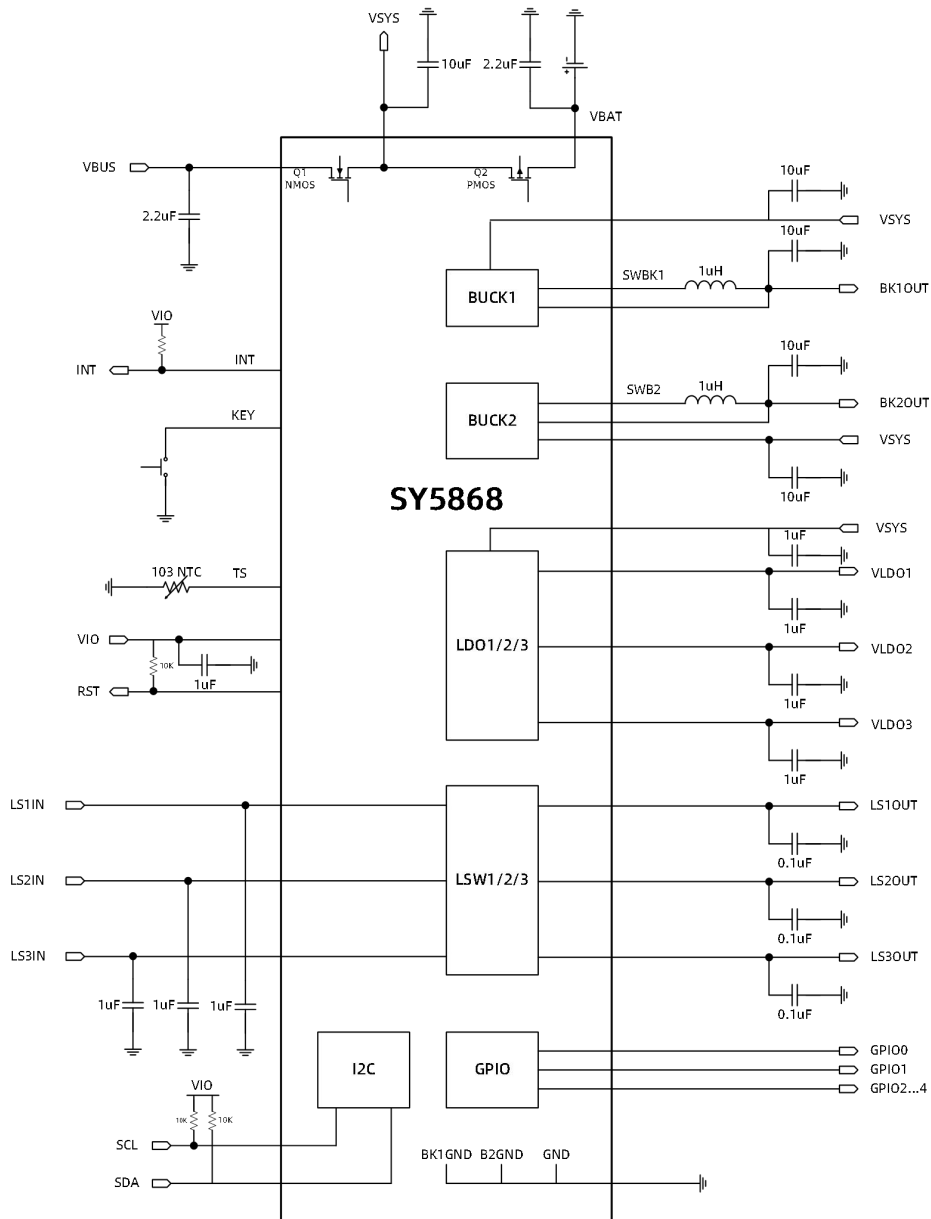 VSYS
10uF
2.2uF
VBAT
VBUS
Q1
NMOS
Q2
PMOS
2.2uF
10uF
VSYS
10uF
SWBK1
1uH
BUCK1
BK1OUT
VIO
INT
INT
10uF
SWB2
1uH
BUCK2
BK2OUT
KEY
VSYS
10uF
SY5868
VSYS
1uF
103 NTC
TS
VLDO1
1uF
VIO
10K
1uF
LDO1/2/3
VLDO2
RST
1uF
VLDO3
1uF
LS1IN
LS1OUT
0.1uF
LS2IN
LSW1/2/3
LS2OUT
0.1uF
LS3IN
LS3OUT
1uF
1uF
1uF
0.1uF
I2C
GPIO
GPIO0
GPIO1
GPIO2...4
VIO
10K
10K
SCL
BK1GND
B2GND
GND
SDA